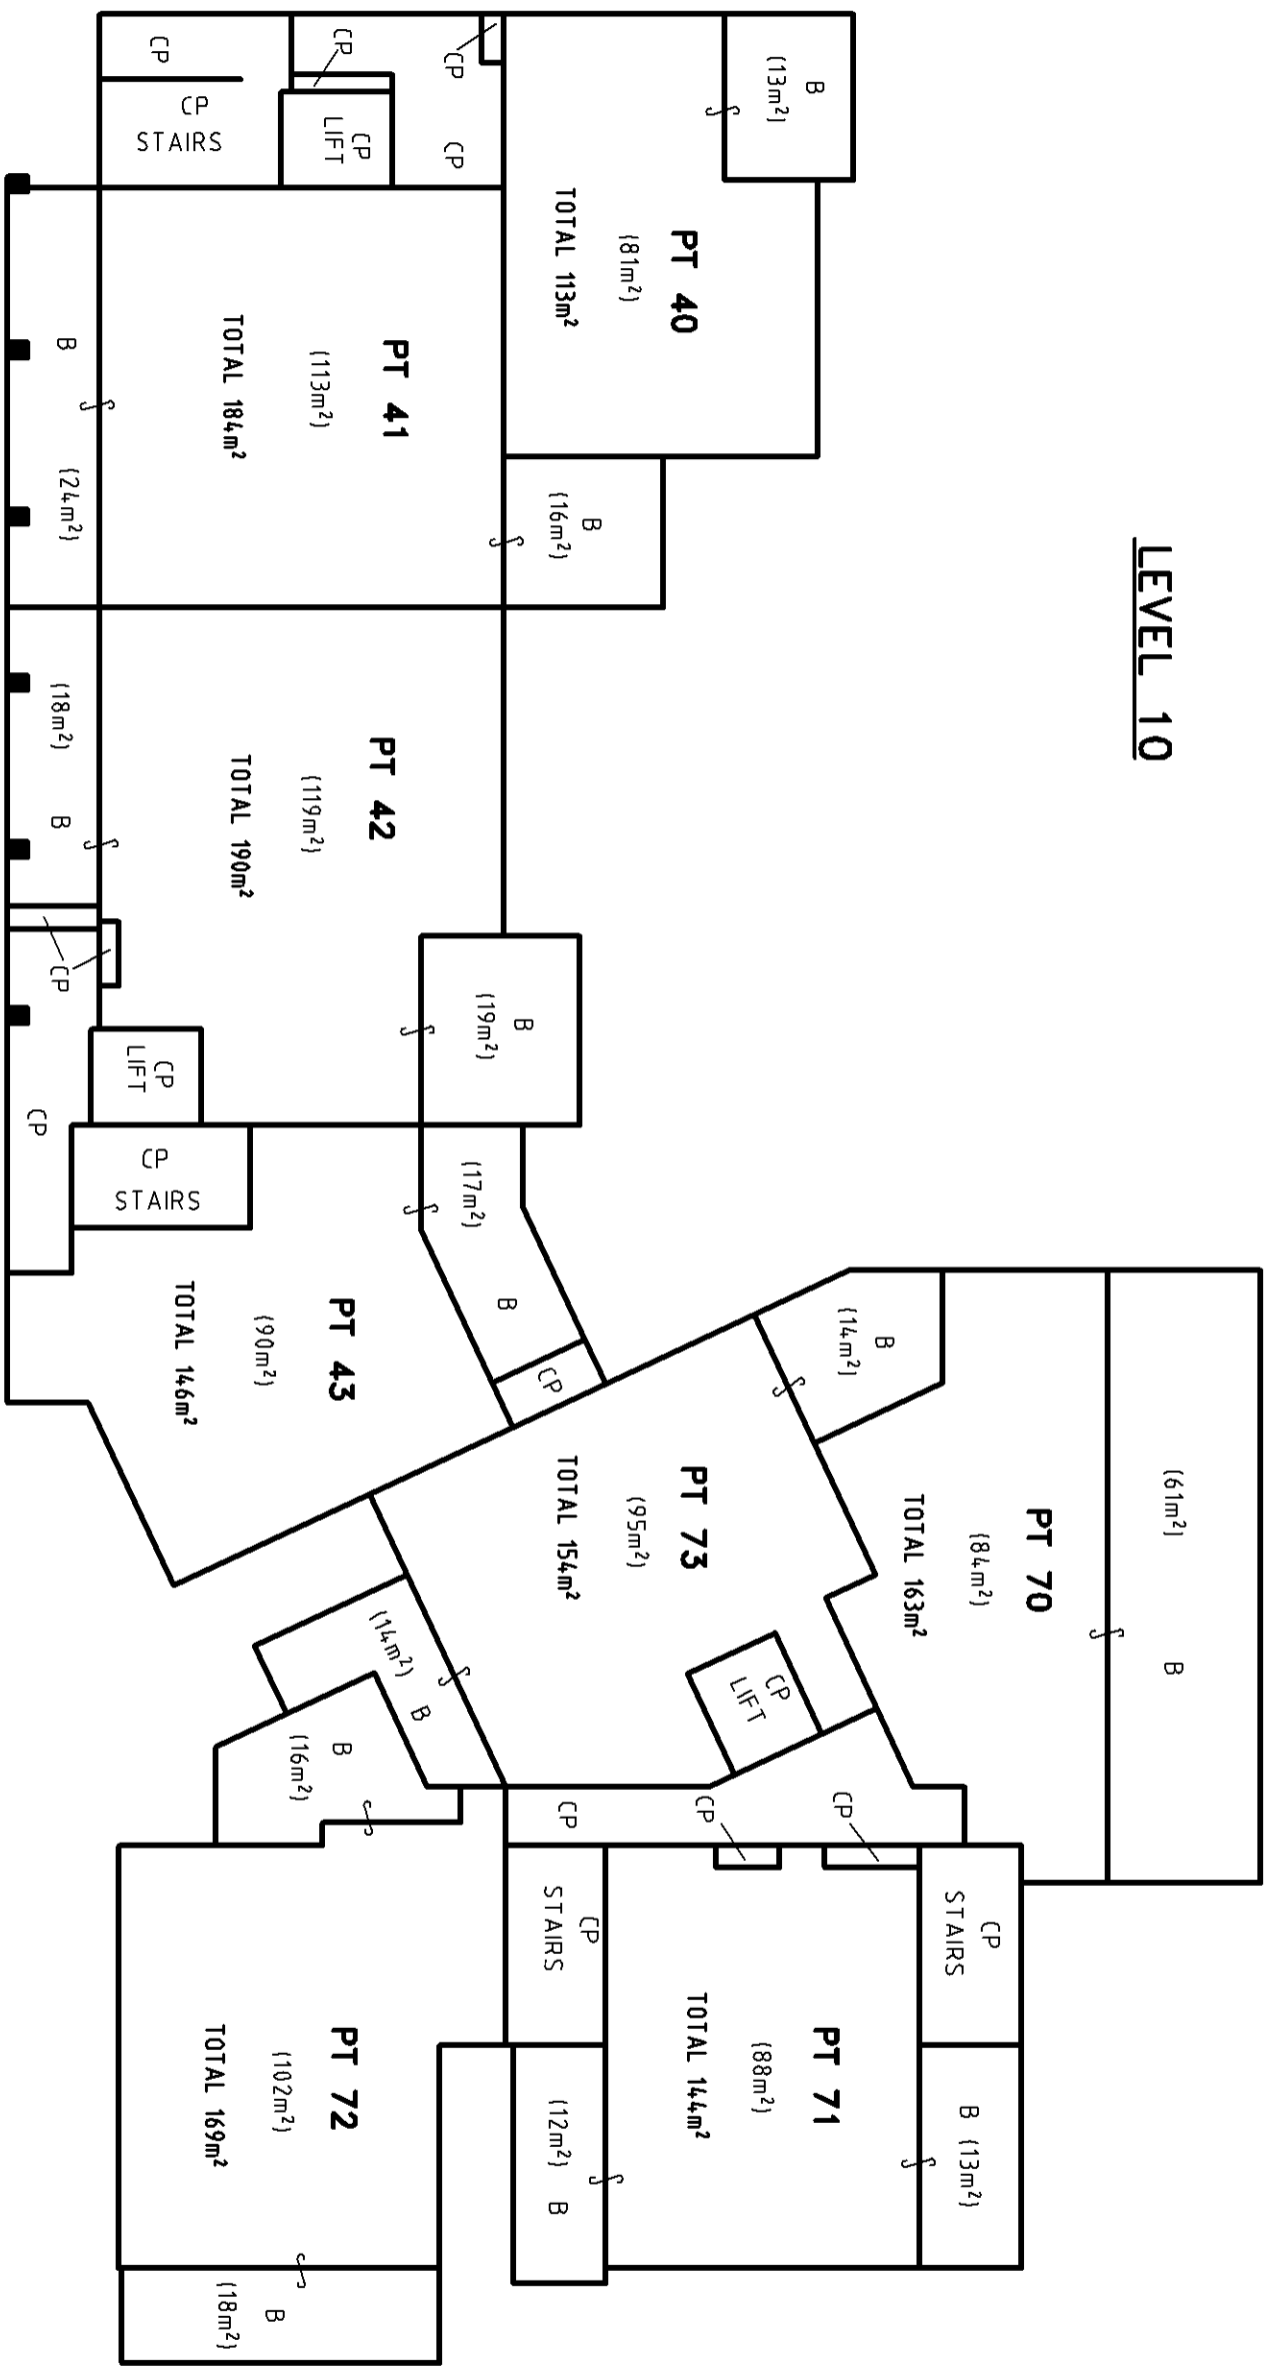 LEVEL 10
B
(13m²)
PT 40
(81m²)
TOTAL 113m²
CP
CP
CP
CP
LIFT
CP
CP
STAIRS
B
(16m²)
PT 41
(113m²)
TOTAL 184m²
B
(24m²)
PT 42
(119m²)
TOTAL 190m²
(18m²)
B
B
(19m²)
CP
CP
LIFT
CP
CP
STAIRS
(17m²)
B
CP
PT 43
(90m²)
TOTAL 146m²
(61m²)
B
PT 70
(84m²)
TOTAL 163m²
B
(14m²)
PT 73
(95m²)
TOTAL 154m²
CP
LIFT
(14m²)
B
B
(16m²)
CP
CP
CP
CP
STAIRS
B (13m²)
PT 71
(88m²)
TOTAL 144m²
CP
STAIRS
(12m²)
B
PT 72
(102m²)
TOTAL 169m²
B
(18m²)